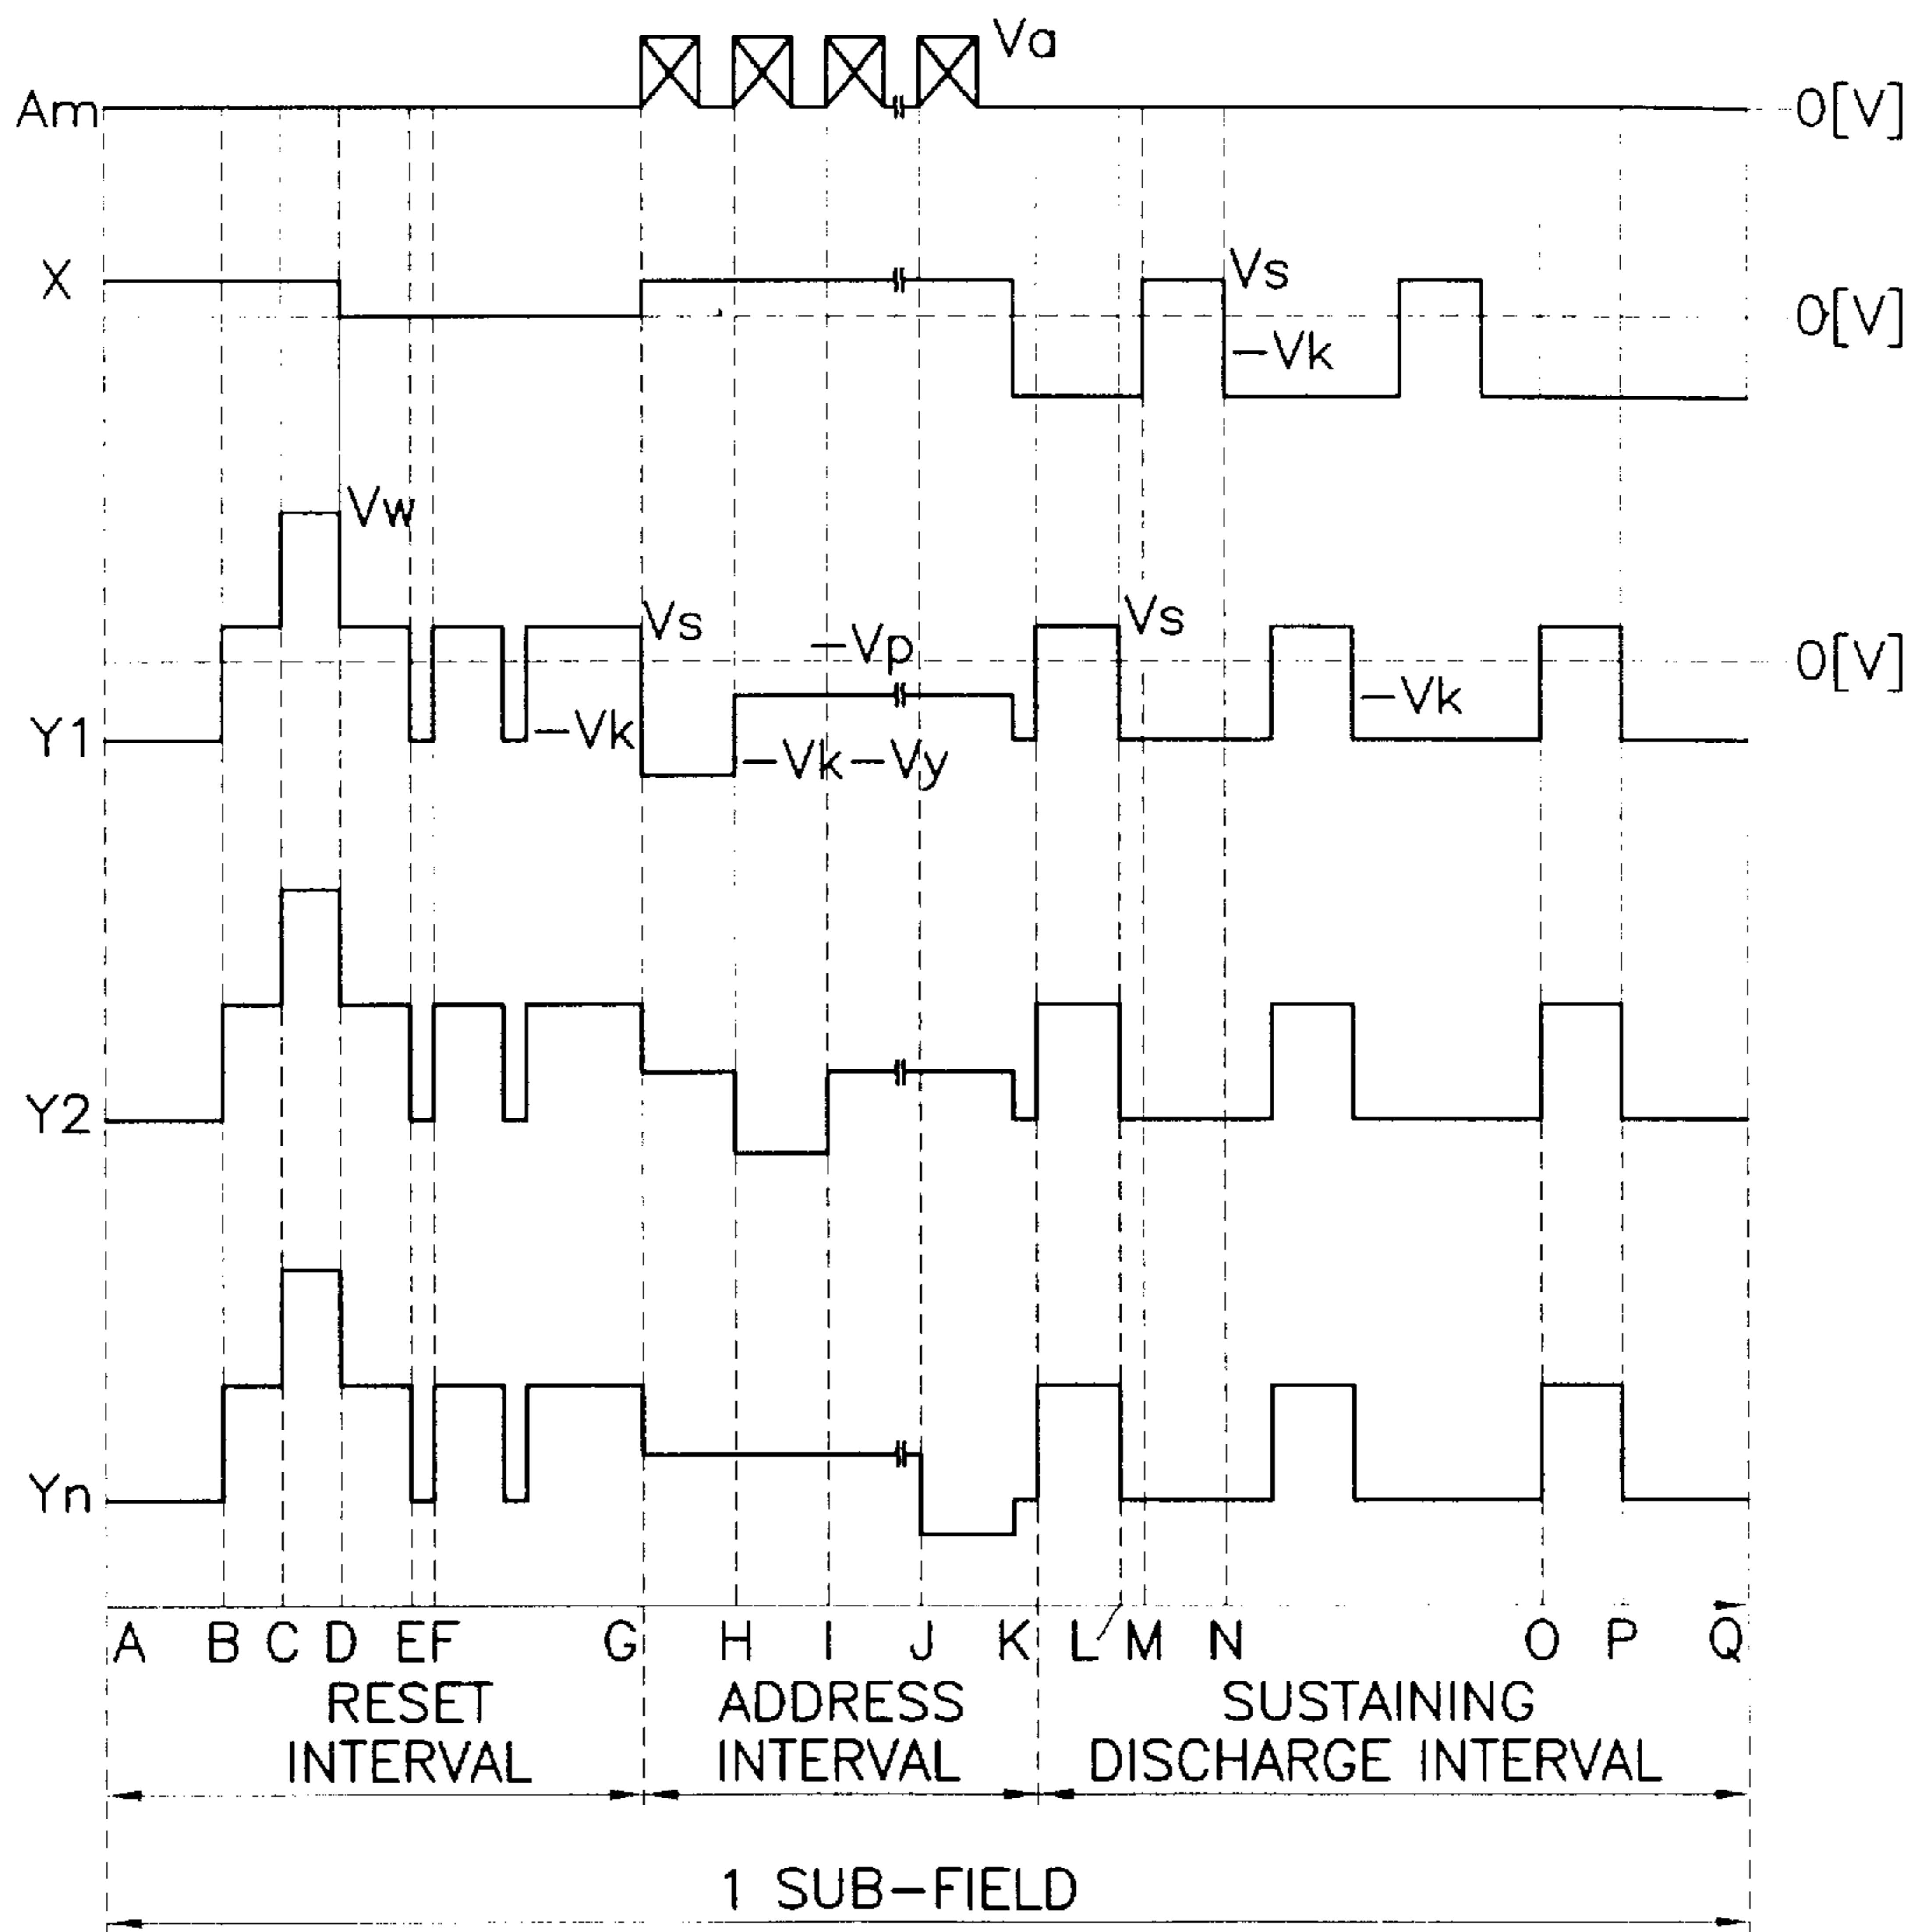 Va
Am
0[V]
X
Vs
0[V]
-Vk
Vw
Vs
Vs
-Vp
0[V]
-Vk
Y1
-Vk
-Vk-Vy
Y2
Yn
A B C D E F G H I J K L M N O P Q
RESET INTERVAL
ADDRESS INTERVAL
SUSTAINING DISCHARGE INTERVAL
1 SUB-FIELD